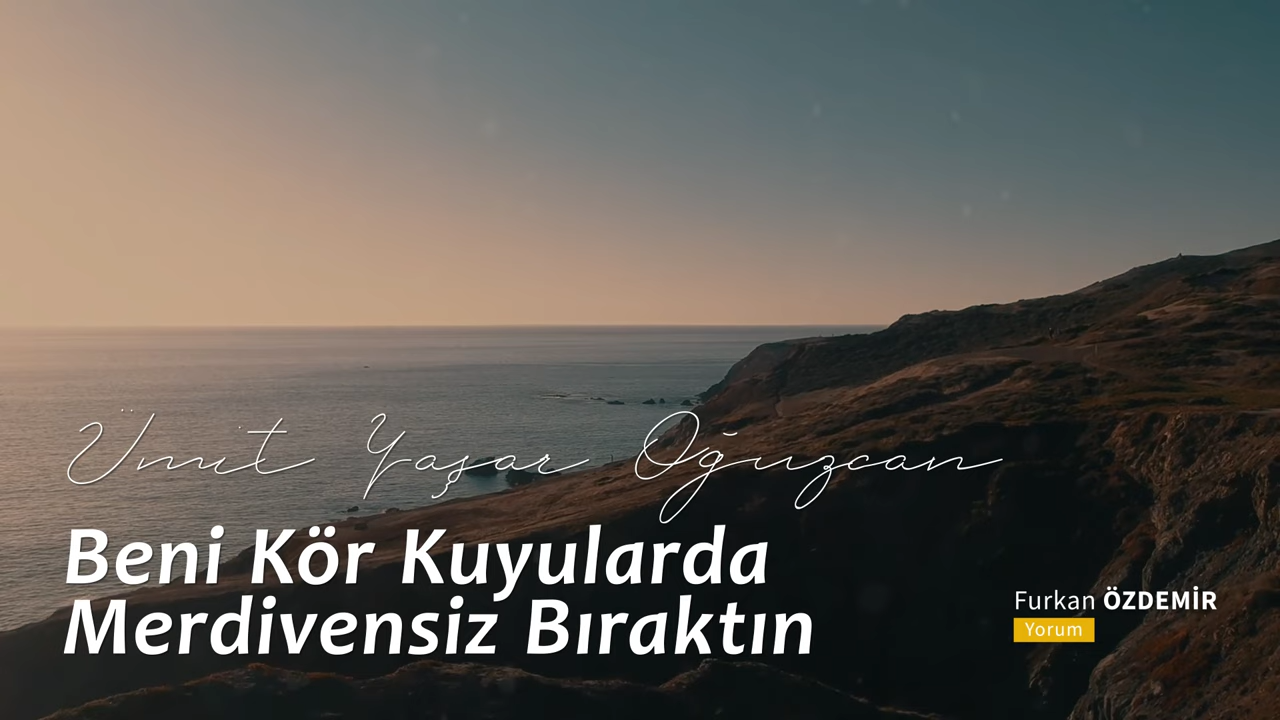 Ümit Yaşar Oğuzcan
Beni Kör Kuyularda
Merdivensiz Bıraktın
Furkan ÖZDEMİR
Yorum